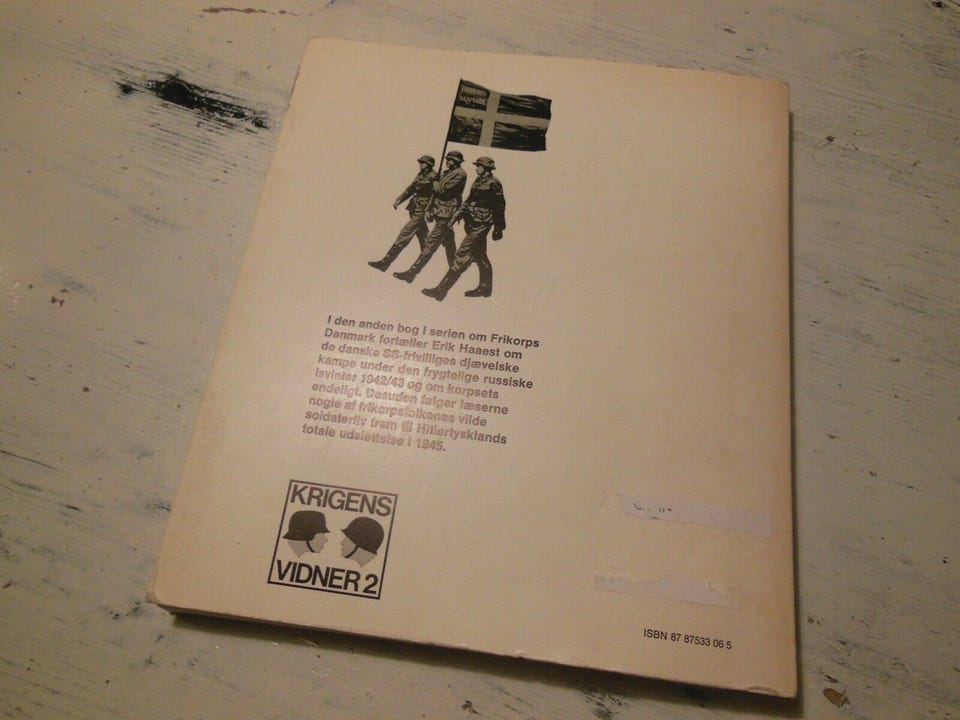 FRIKORPS
DANMARK
I den anden bog i serien om Frikorps
Danmark fortæller Erik Haaest om
de danske SS-frivilliges djævelske
kampe under den frygtelige russiske
isvinter 1942/43 og om korpsets
endeligt. Desuden følger læserne
nogle af frikorpsfolkenes vilde
soldaterliv frem til Hitlertysklands
totale udslettelse i 1945.
KRIGENS
VIDNER 2
ISBN 87 87533 06 5